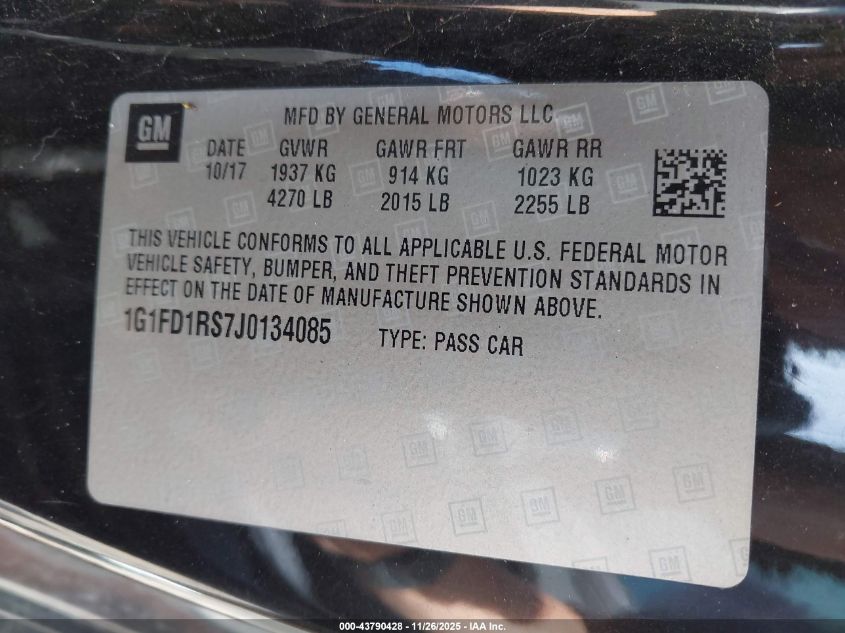 GM
MFD BY GENERAL MOTORS LLC
DATE GVWR GAWR FRT GAWR RR
10/17 1937 KG 914 KG 1023 KG
4270 LB 2015 LB 2255 LB
THIS VEHICLE CONFORMS TO ALL APPLICABLE U.S. FEDERAL MOTOR
VEHICLE SAFETY, BUMPER, AND THEFT PREVENTION STANDARDS IN
EFFECT ON THE DATE OF MANUFACTURE SHOWN ABOVE.
1G1FD1RS7J0134085 TYPE: PASS CAR
000-43790428 - 11/26/2025 - IAA Inc.